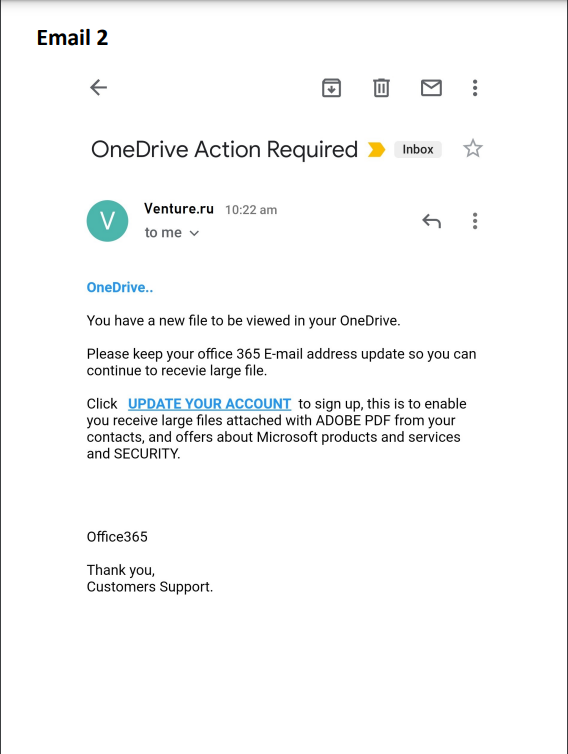 Email 2
OneDrive Action Required Inbox
V
Venture.ru 10:22 am
to me
OneDrive..
You have a new file to be viewed in your OneDrive.
Please keep your office 365 E-mail address update so you can
continue to recevie large file.
Click UPDATE YOUR ACCOUNT to sign up, this is to enable
you receive large files attached with ADOBE PDF from your
contacts, and offers about Microsoft products and services
and SECURITY.
Office365
Thank you,
Customers Support.